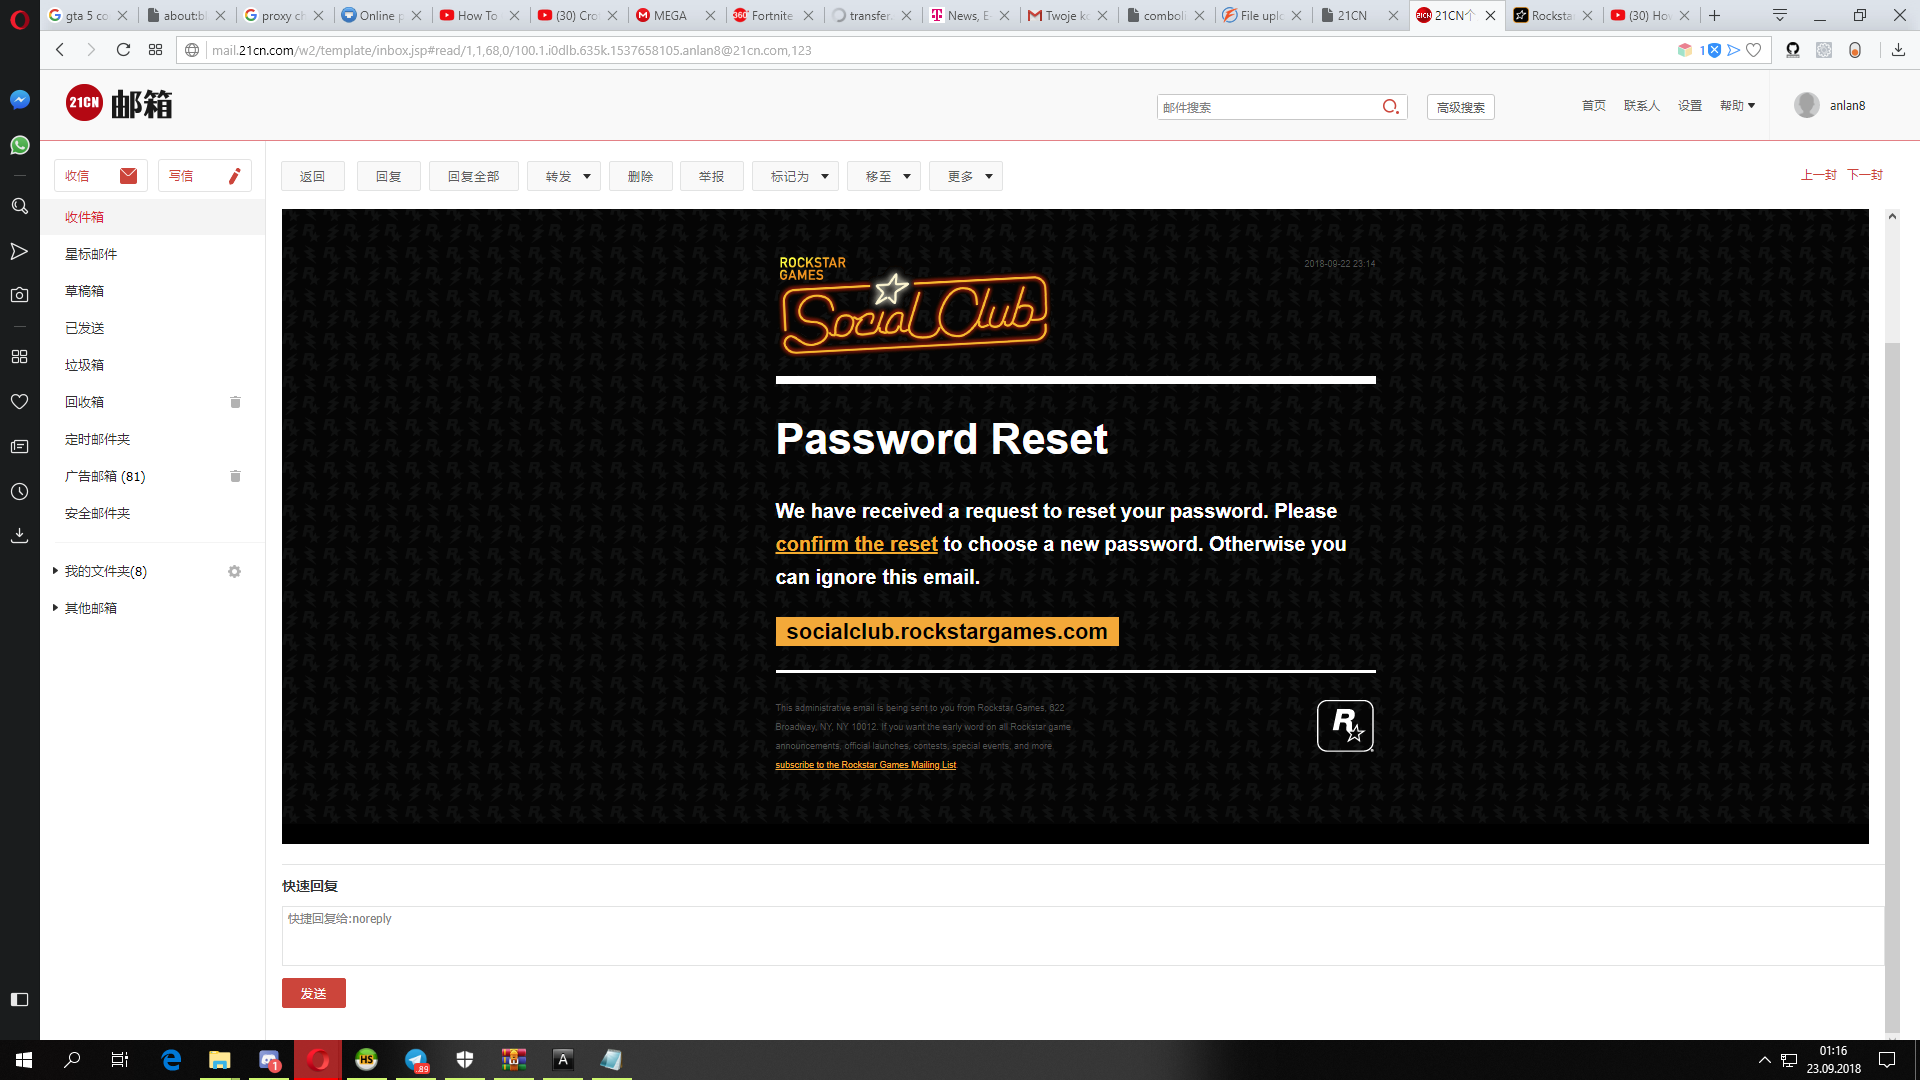 gta 5 co
about:bl
proxy ch
Online p
How To
(30) Cro
MEGA
Fortnite
transfer.
News, E-
Twoje ko
comboli
File uplo
21CN
21CN个
Rockstar
(30) Ho
mail.21cn.com/w2/template/inbox.jsp#read/1,1,68,0/100.1.i0dlb.635k.1537658105.anlan8@21cn.com,123
1
21CN 邮箱
邮件搜索
高级搜索
首页 联系人 设置 帮助
anlan8
收信 写信
返回 回复 回复全部 转发 删除 举报 标记为 移至 更多
上一封 下一封
收件箱
星标邮件
草稿箱
已发送
垃圾箱
回收箱
定时邮件夹
广告邮箱 (81)
安全邮件夹
我的文件夹(8)
其他邮箱
ROCKSTAR
GAMES
Social Club
2018-09-22 23:14
Password Reset
We have received a request to reset your password. Please
confirm the reset to choose a new password. Otherwise you
can ignore this email.
socialclub.rockstargames.com
This administrative email is being sent to you from Rockstar Games, 622
Broadway, NY, NY 10012. If you want the early word on all Rockstar game
announcements, official launches, contests, special events, and more
subscribe to the Rockstar Games Mailing List
快速回复
快捷回复给:noreply
发送
01:16
23.09.2018